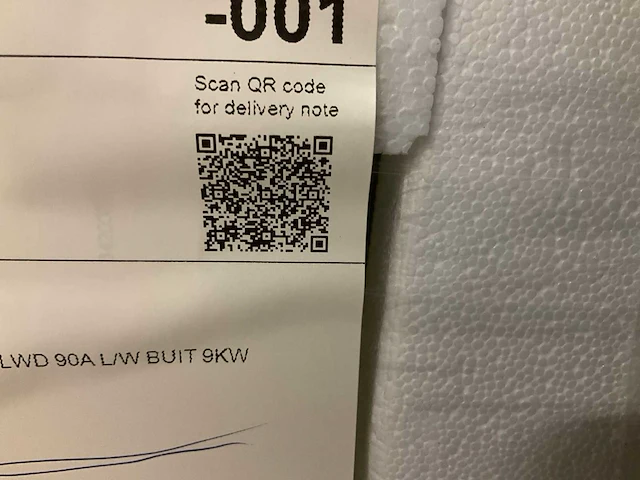 -001
Scan QR code
for delivery note
LWD 90A L/W BUIT 9KW